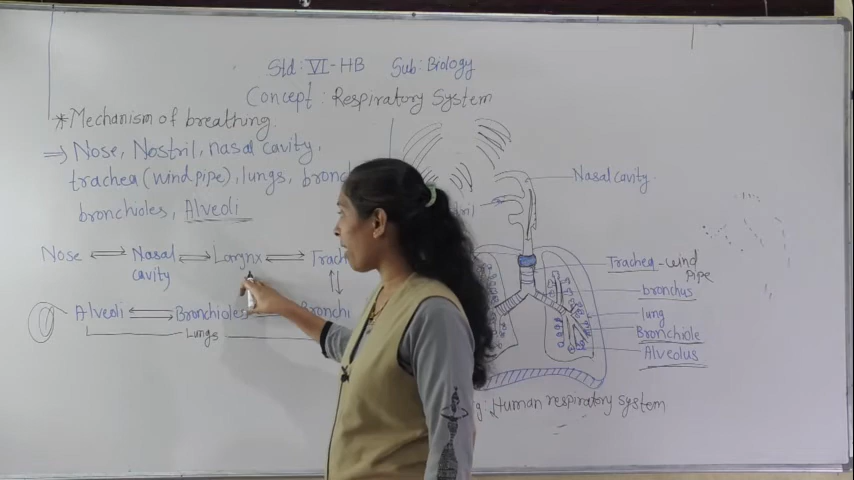 Std: VI-HB Sub: Biology
Concept: Respiratory System
*Mechanism of breathing.
⇒ Nose, Nostril, nasal cavity,
trachea (wind pipe), lungs, bronc
bronchioles, Alveoli
Nose ⇌ Nasal cavity ⇌ Larynx ⇌ Trach
Alveoli ⇌ Bronchioles Bronchi
Lungs
Nasal cavity
ril
Trachea - wind pipe
bronchus
lung
Bronchiole
Alveolus
g: Human respiratory system